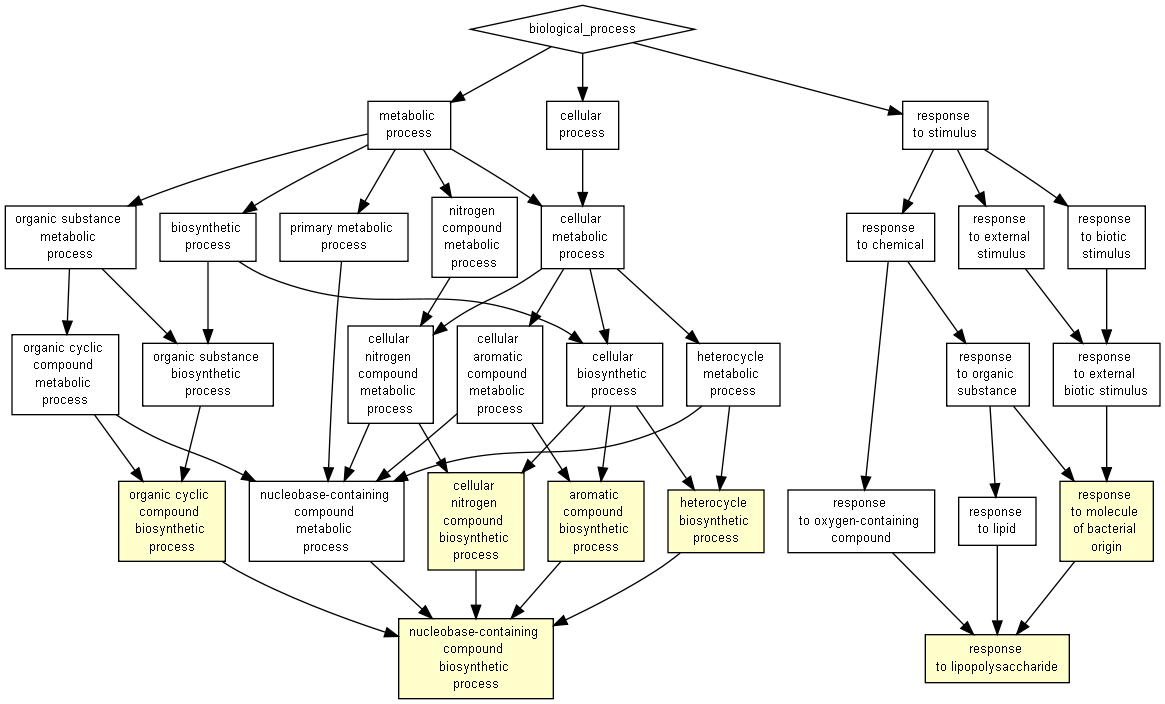 biological_process
metabolic
process
cellular
process
response
to stimulus
organic substance
metabolic
process
biosynthetic
process
primary metabolic
process
nitrogen
compound
metabolic
process
cellular
metabolic
process
response
to chemical
response
to external
stimulus
response
to biotic
stimulus
organic cyclic
compound
metabolic
process
organic substance
biosynthetic
process
cellular
nitrogen
compound
metabolic
process
cellular
aromatic
compound
metabolic
process
cellular
biosynthetic
process
heterocycle
metabolic
process
response
to organic
substance
response
to external
biotic stimulus
organic cyclic
compound
biosynthetic
process
nucleobase-containing
compound
metabolic
process
cellular
nitrogen
compound
biosynthetic
process
aromatic
compound
biosynthetic
process
heterocycle
biosynthetic
process
response
to oxygen-containing
compound
response
to lipid
response
to molecule
of bacterial
origin
nucleobase-containing
compound
biosynthetic
process
response
to lipopolysaccharide